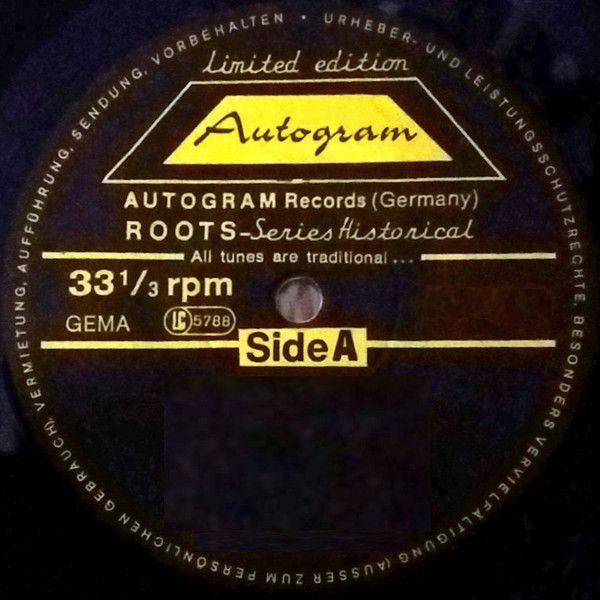 URHEBER- UND LEISTUNGSSCHUTZRECHTE, BESONDERS VERVIELFÄLTIGUNG (AUSSER ZUM PERSÖNLICHEN GEBRAUCH), VERMIETUNG, AUFFÜHRUNG, SENDUNG, VORBEHALTEN •
Limited edition
Autogram
AUTOGRAM Records (Germany)
ROOTS-Series Historical
All tunes are traditional ...
33 1/3 rpm
GEMA LC 5788
Side A